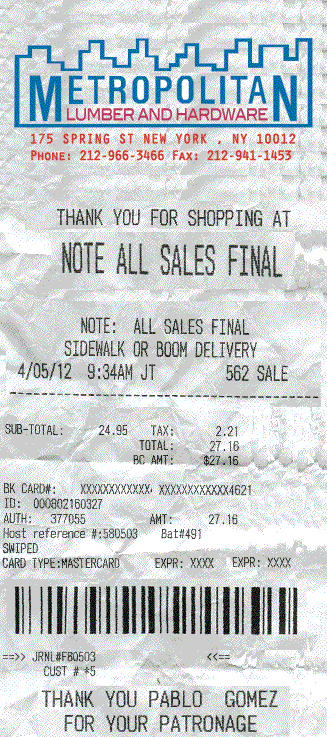 METROPOLITAN
LUMBER AND HARDWARE
175 SPRING ST NEW YORK , NY 10012
PHONE: 212-966-3466 FAX: 212-941-1453
THANK YOU FOR SHOPPING AT
NOTE ALL SALES FINAL
NOTE: ALL SALES FINAL
SIDEWALK OR BOOM DELIVERY
4/05/12 9:34AM JT 562 SALE
SUB-TOTAL: 24.95 TAX: 2.21
TOTAL: 27.16
BC AMT: $27.16
BK CARD#: XXXXXXXXXXXX, XXXXXXXXXXXX4621
ID: 000802160327
AUTH: 377055 AMT: 27.16
Host reference #:580503 Bat#491
SWIPED
CARD TYPE:MASTERCARD EXPR: XXXX EXPR: XXXX
==>> JRNL#F80503 <<==
CUST # *5
THANK YOU PABLO GOMEZ
FOR YOUR PATRONAGE